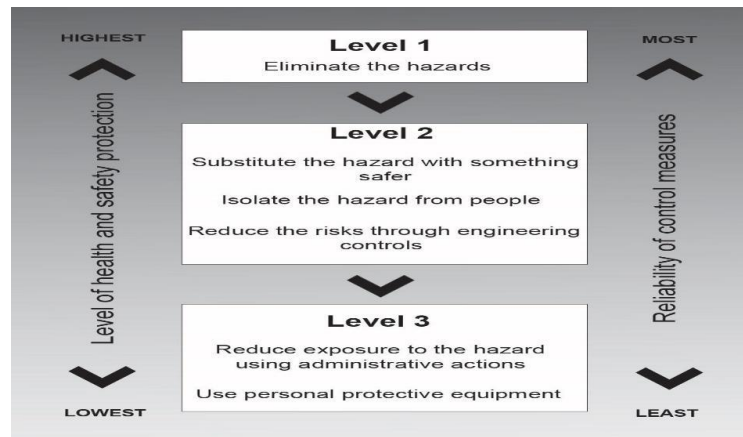 HIGHEST
Level 1
Eliminate the hazards
MOST
Level of health and safety protection
Level 2
Substitute the hazard with something
safer
Isolate the hazard from people
Reduce the risks through engineering
controls
Reliability of control measures
Level 3
Reduce exposure to the hazard
using administrative actions
Use personal protective equipment
LOWEST
LEAST